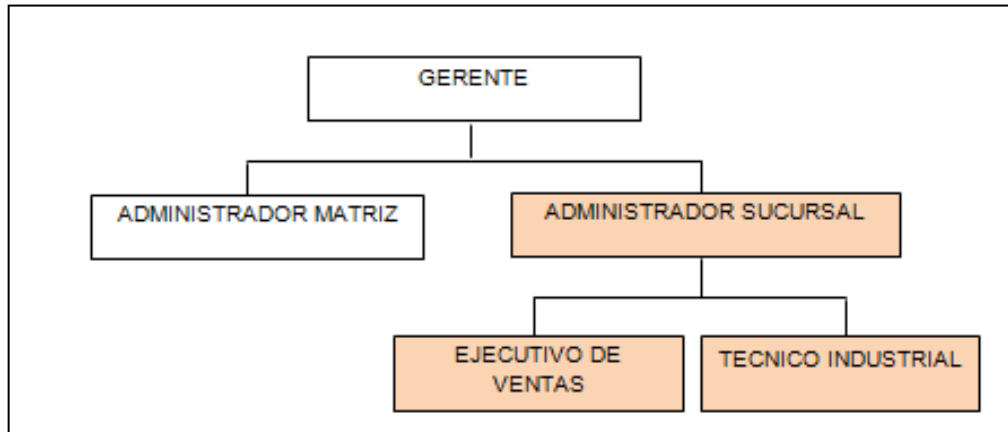 GERENTE
ADMINISTRADOR MATRIZ
ADMINISTRADOR SUCURSAL
EJECUTIVO DE
VENTAS
TECNICO INDUSTRIAL